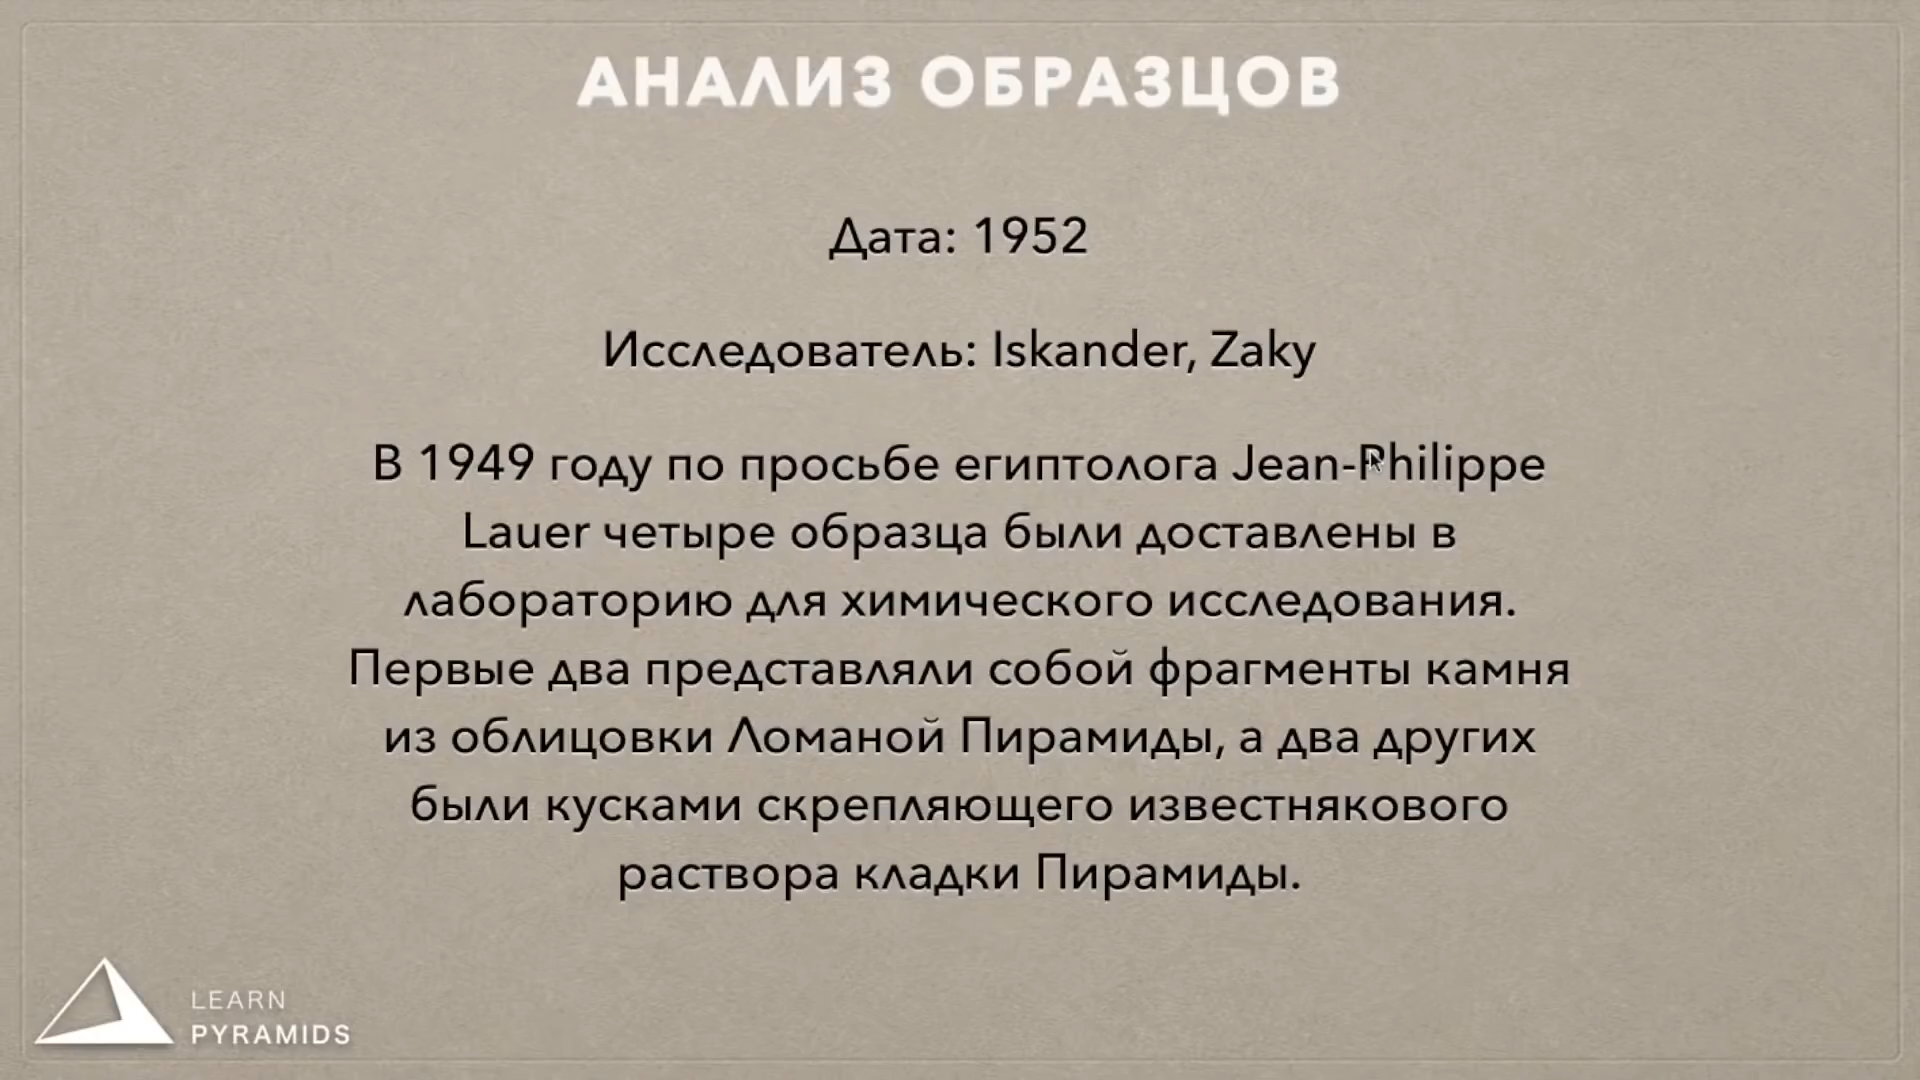 АНАЛИЗ ОБРАЗЦОВ
Дата: 1952
Исследователь: Iskander, Zaky
В 1949 году по просьбе египтолога Jean-Philippe
Lauer четыре образца были доставлены в
лабораторию для химического исследования.
Первые два представляли собой фрагменты камня
из облицовки Ломаной Пирамиды, а два других
были кусками скрепляющего известнякового
раствора кладки Пирамиды.
LEARN
PYRAMIDS